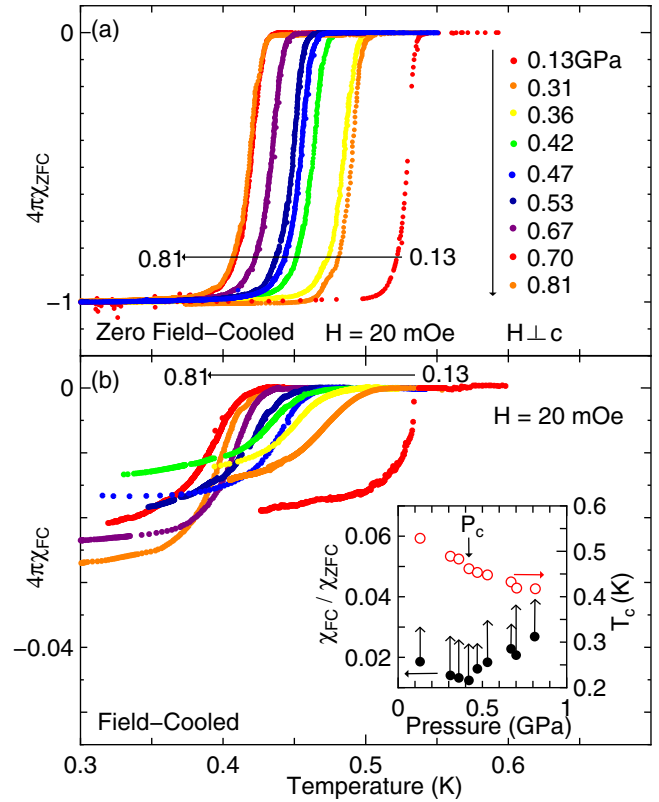 (a)
0
−1
4πχZFC
0.13GPa
0.31
0.36
0.42
0.47
0.53
0.67
0.70
0.81
0.81
0.13
Zero Field−Cooled
H = 20 mOe
H⊥c
(b)
0.81
0.13
H = 20 mOe
0
−0.04
4πχFC
Field−Cooled
Pc
0.06
0.04
0.02
χFC / χZFC
0.6
0.5
0.4
0.3
0.2
Tc (K)
0
0.5
1
Pressure (GPa)
0.3
0.4
0.5
0.6
Temperature (K)